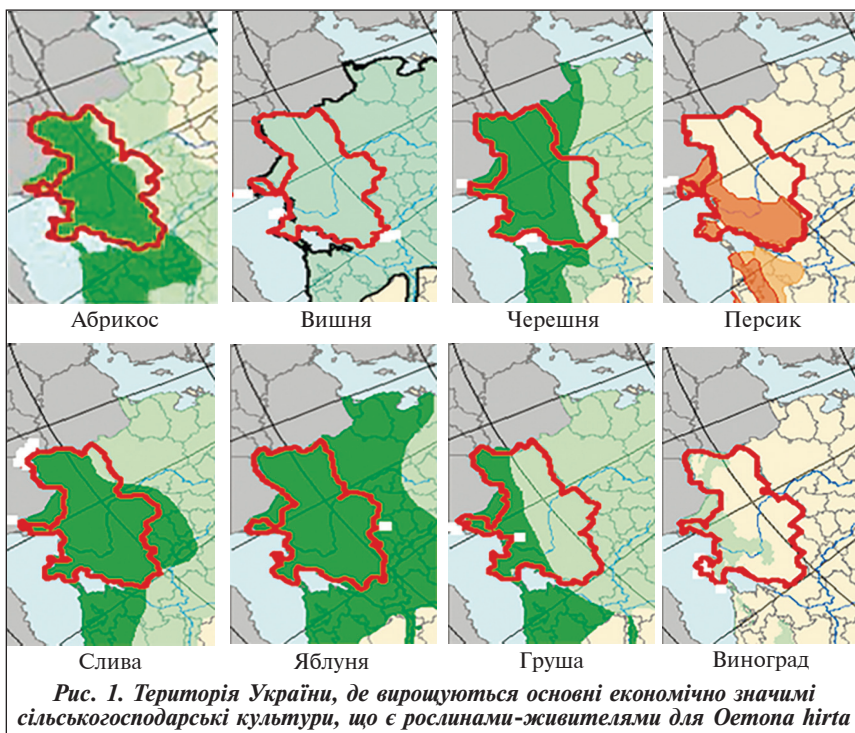 Абрикос Вишня Черешня Персик
Слива Яблуня Груша Виноград
Рис. 1. Територія України, де вирощуються основні економічно значимі
сільськогосподарські культури, що є рослинами-живителями для Oemona hirta